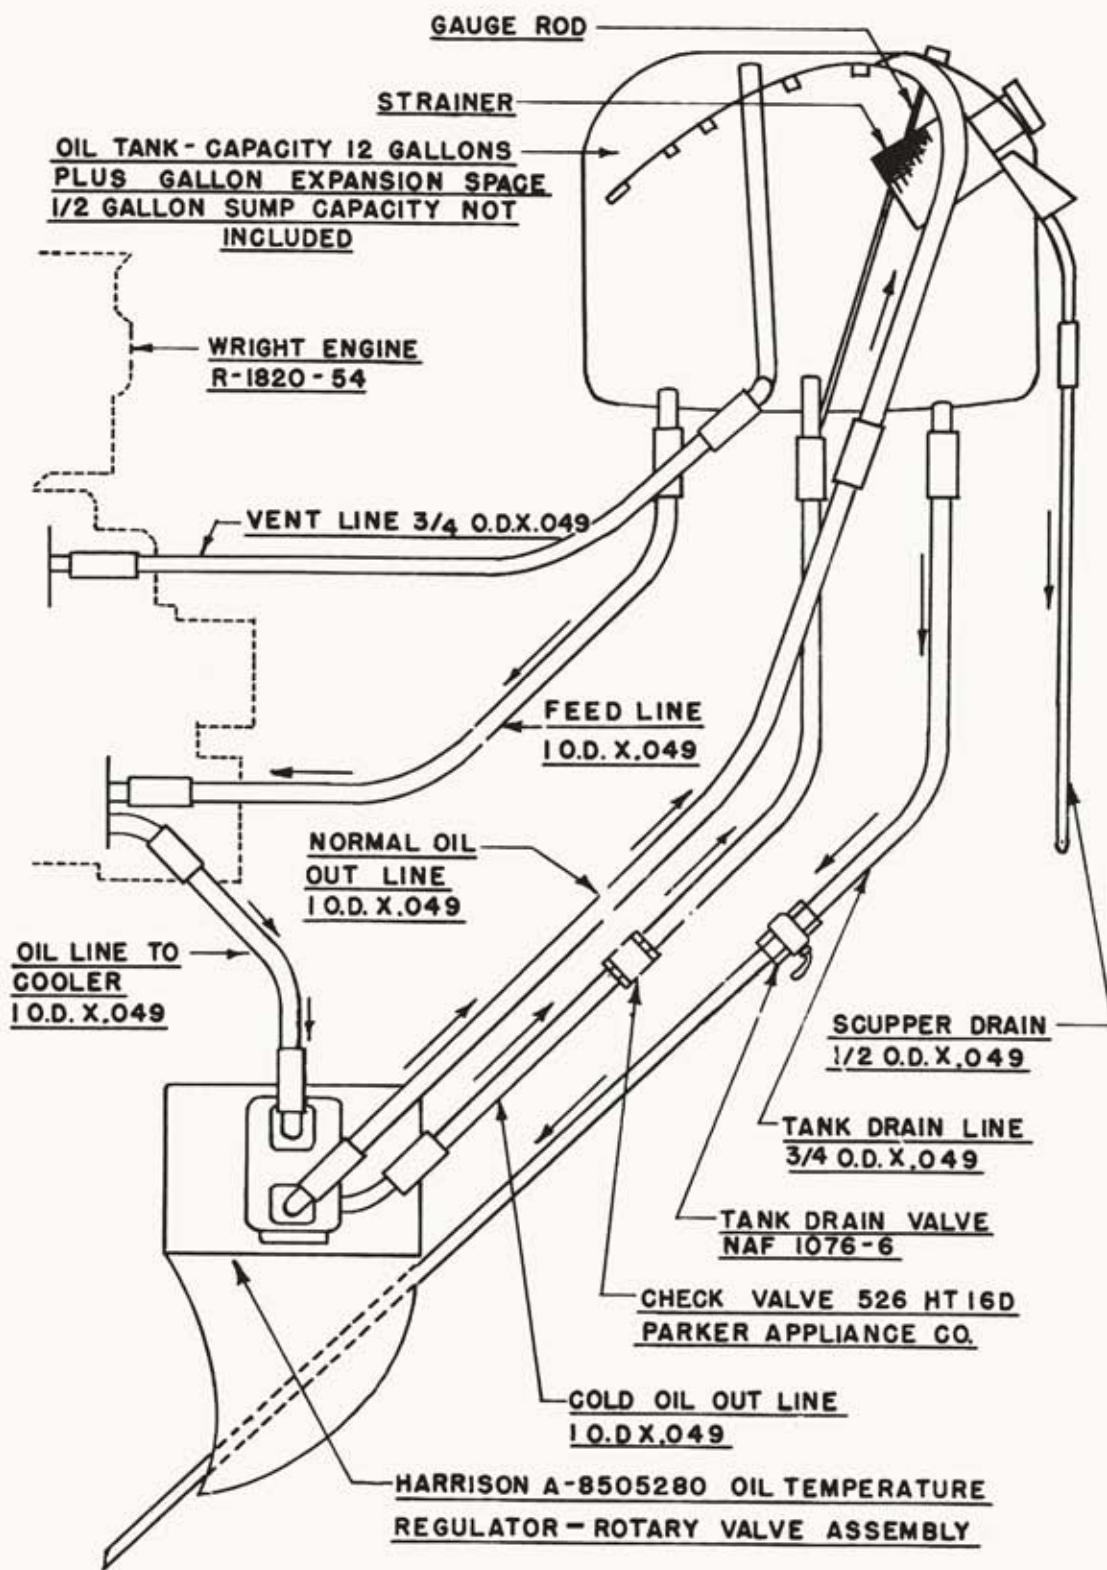 GAUGE ROD
STRAINER
OIL TANK - CAPACITY 12 GALLONS
PLUS GALLON EXPANSION SPACE
1/2 GALLON SUMP CAPACITY NOT
INCLUDED
WRIGHT ENGINE
R-1820-54
VENT LINE 3/4 O.D.X.049
FEED LINE
1 O.D. X.049
NORMAL OIL
OUT LINE
1 O.D. X.049
OIL LINE TO
COOLER
1 O.D. X.049
SCUPPER DRAIN
1/2 O.D. X.049
TANK DRAIN LINE
3/4 O.D. X.049
TANK DRAIN VALVE
NAF 1076-6
CHECK VALVE 526 HT 16D
PARKER APPLIANCE CO.
COLD OIL OUT LINE
1 O.D X.049
HARRISON A-8505280 OIL TEMPERATURE
REGULATOR - ROTARY VALVE ASSEMBLY